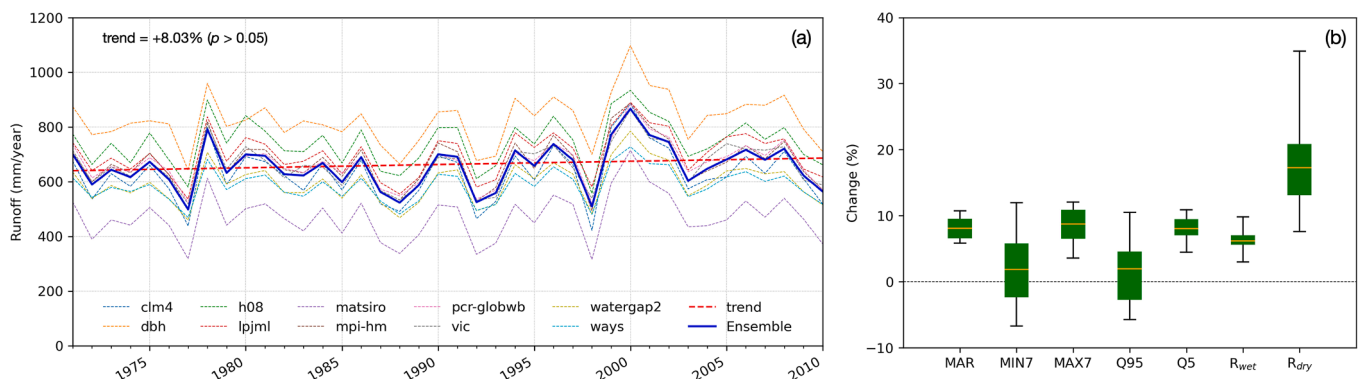 trend = +8.03% (p > 0.05)
(a)
Runoff (mm/year)
1200
1000
800
600
400
200
0
clm4 h08 matsiro pcr-globwb watergap2 trend
dbh lpjml mpi-hm vic ways Ensemble
1975 1980 1985 1990 1995 2000 2005 2010
(b)
Change (%)
40
30
20
10
0
−10
MAR MIN7 MAX7 Q95 Q5 Rwet Rdry